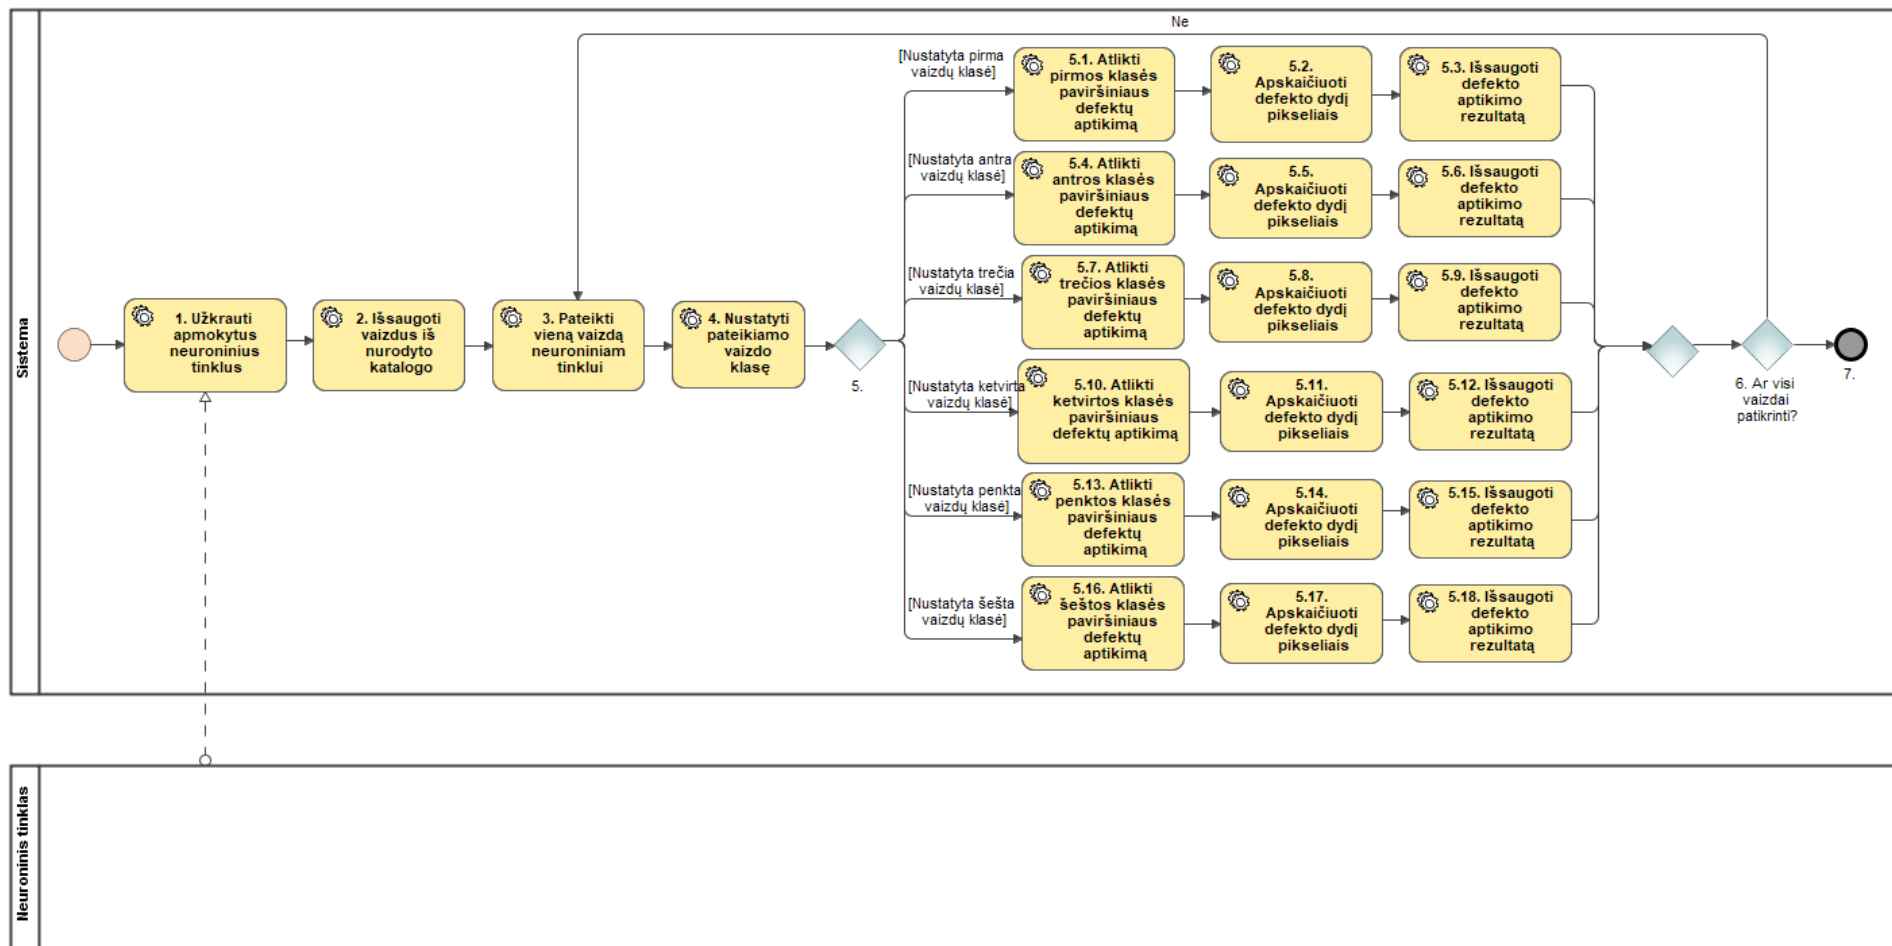 Ne
Sistema
1. Užkrauti
apmokytus
neuroninius
tinklus
2. Išsaugoti
vaizdus iš
nurodyto
katalogo
3. Pateikti
vieną vaizdą
neuroniniam
tinklui
4. Nustatyti
pateikiamo
vaizdo
klasę
5.
[Nustatyta pirma
vaizdų klasė]
5.1. Atlikti
pirmos klasės
paviršiniaus
defektų
aptikimą
5.2.
Apskaičiuoti
defekto dydį
pikseliais
5.3. Išsaugoti
defekto
aptikimo
rezultatą
[Nustatyta antra
vaizdų klasė]
5.4. Atlikti
antros klasės
paviršiniaus
defektų
aptikimą
5.5.
Apskaičiuoti
defekto dydį
pikseliais
5.6. Išsaugoti
defekto
aptikimo
rezultatą
[Nustatyta trečia
vaizdų klasė]
5.7. Atlikti
trečios klasės
paviršiniaus
defektų
aptikimą
5.8.
Apskaičiuoti
defekto dydį
pikseliais
5.9. Išsaugoti
defekto
aptikimo
rezultatą
[Nustatyta ketvirta
vaizdų klasė]
5.10. Atlikti
ketvirtos klasės
paviršiniaus
defektų aptikimą
5.11.
Apskaičiuoti
defekto dydį
pikseliais
5.12. Išsaugoti
defekto
aptikimo
rezultatą
[Nustatyta penkta
vaizdų klasė]
5.13. Atlikti
penktos klasės
paviršiniaus
defektų
aptikimą
5.14.
Apskaičiuoti
defekto dydį
pikseliais
5.15. Išsaugoti
defekto
aptikimo
rezultatą
[Nustatyta šešta
vaizdų klasė]
5.16. Atlikti
šeštos klasės
paviršiniaus
defektų
aptikimą
5.17.
Apskaičiuoti
defekto dydį
pikseliais
5.18. Išsaugoti
defekto
aptikimo
rezultatą
6. Ar visi
vaizdai
patikrinti?
7.
Neuroninis tinklas